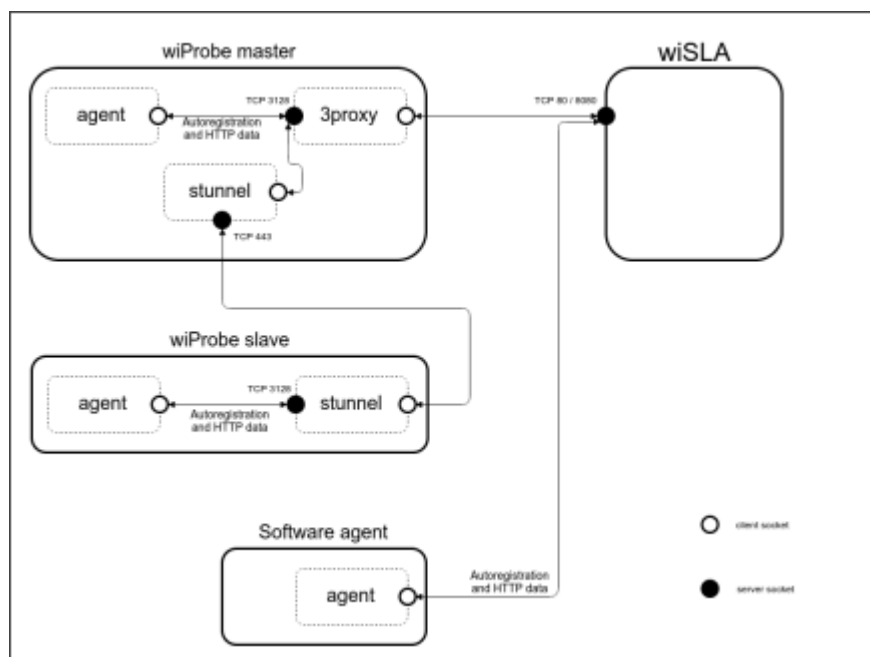 wiProbe master
wiSLA
agent
TCP 3128
3proxy
TCP 80 / 8080
Autoregistration
and HTTP data
stunnel
TCP 443
wiProbe slave
agent
TCP 3128
stunnel
Autoregistration
and HTTP data
Software agent
agent
Autoregistration
and HTTP data
client socket
server socket